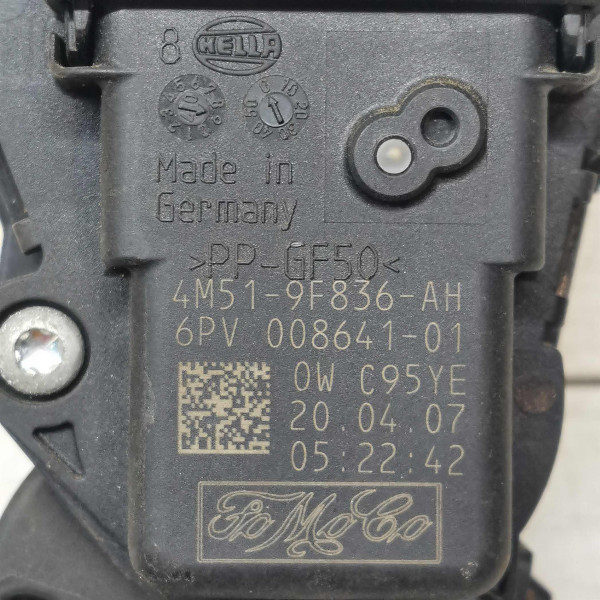 8 HELLA
Made in
Germany
>PP-GF50<
4M51-9F836-AH
6PV 008641-01
0W C95YE
20.04.07
05:22:42
FoMoCo